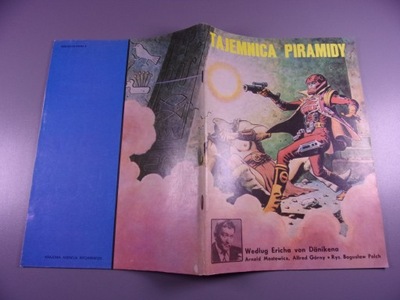 TAJEMNICA PIRAMIDY
Według Ericha von Dänikena
Arnold Mostowicz, Alfred Górny • Rys. Bogusław Polch